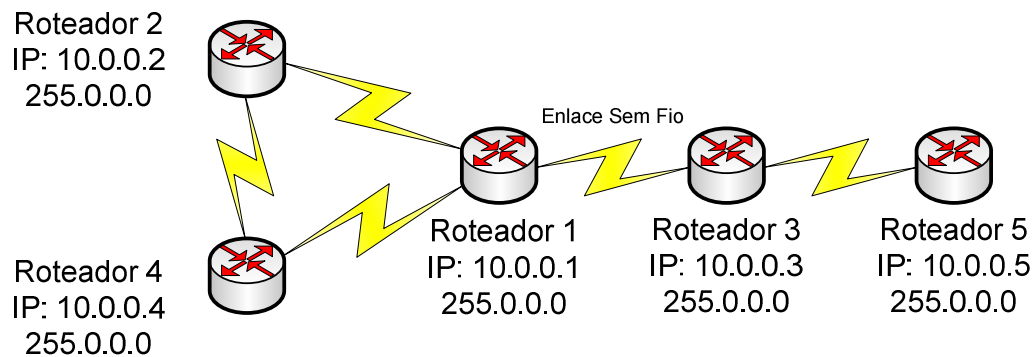 Roteador 2
IP: 10.0.0.2
255.0.0.0
Enlace Sem Fio
Roteador 4
IP: 10.0.0.4
255.0.0.0
Roteador 1
IP: 10.0.0.1
255.0.0.0
Roteador 3
IP: 10.0.0.3
255.0.0.0
Roteador 5
IP: 10.0.0.5
255.0.0.0